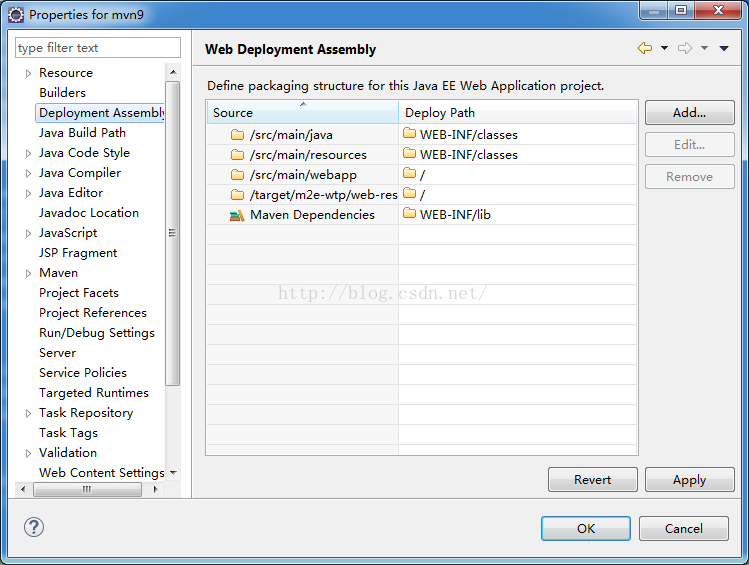 Properties for mvn9
type filter text
Resource
Builders
Deployment Assembly
Java Build Path
Java Code Style
Java Compiler
Java Editor
Javadoc Location
JavaScript
JSP Fragment
Maven
Project Facets
Project References
Run/Debug Settings
Server
Service Policies
Targeted Runtimes
Task Repository
Task Tags
Validation
Web Content Settings
Web Deployment Assembly
Define packaging structure for this Java EE Web Application project.
Source Deploy Path
/src/main/java WEB-INF/classes
/src/main/resources WEB-INF/classes
/src/main/webapp /
/target/m2e-wtp/web-res /
Maven Dependencies WEB-INF/lib
http://blog.csdn.net/
Add...
Edit...
Remove
Revert Apply
OK Cancel